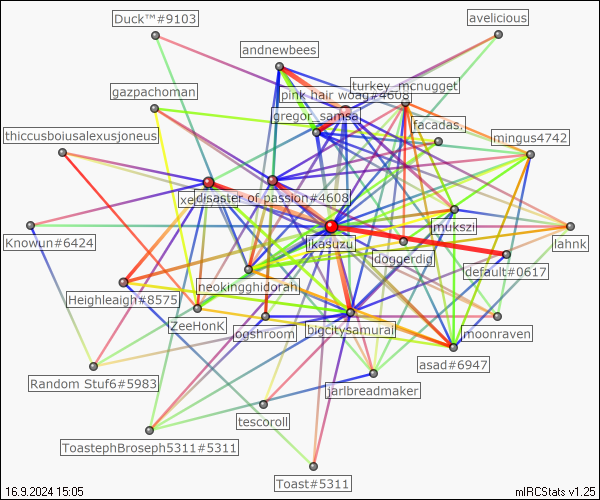 Duck™#9103
avelicious
andnewbees
turkey_mcnugget
pink hair woag#4608
gazpachoman
gregor_samsa
facadas.
thiccusboiusalexusjoneus
mingus4742
xe
disaster of passion#4608
mukszi
Knowun#6424
ikasuzu
lahnk
doggerdig
default#0617
neokingghidorah
Heighleaigh#8575
ZeeHonK
ogshroom
bigcitysamurai
moonraven
asad#6947
Random Stuf6#5983
jarlbreadmaker
tescoroll
ToastephBroseph5311#5311
Toast#5311
16.9.2024 15:05
mIRCStats v1.25